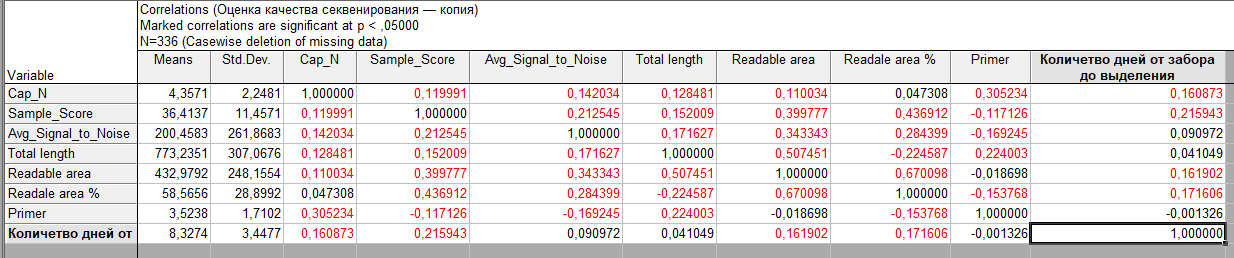 Correlations (Оценка качества секвенирования — копия)
Marked correlations are significant at p < ,05000
N=336 (Casewise deletion of missing data)
Variable Means Std.Dev. Cap_N Sample_Score Avg_Signal_to_Noise Total length Readable area Readale area % Primer Количетво дней от забора до выделения
Cap_N 4,3571 2,2481 1,000000 0,119991 0,142034 0,128481 0,110034 0,047308 0,305234 0,160873
Sample_Score 36,4137 11,4571 0,119991 1,000000 0,212545 0,152009 0,399777 0,436912 -0,117126 0,215943
Avg_Signal_to_Noise 200,4583 261,8683 0,142034 0,212545 1,000000 0,171627 0,343343 0,284399 -0,169245 0,090972
Total length 773,2351 307,0676 0,128481 0,152009 0,171627 1,000000 0,507451 -0,224587 0,224003 0,041049
Readable area 432,9792 248,1554 0,110034 0,399777 0,343343 0,507451 1,000000 0,670098 -0,018698 0,161902
Readale area % 58,5656 28,8992 0,047308 0,436912 0,284399 -0,224587 0,670098 1,000000 -0,153768 0,171606
Primer 3,5238 1,7102 0,305234 -0,117126 -0,169245 0,224003 -0,018698 -0,153768 1,000000 -0,001326
Количетво дней от 8,3274 3,4477 0,160873 0,215943 0,090972 0,041049 0,161902 0,171606 -0,001326 1,000000